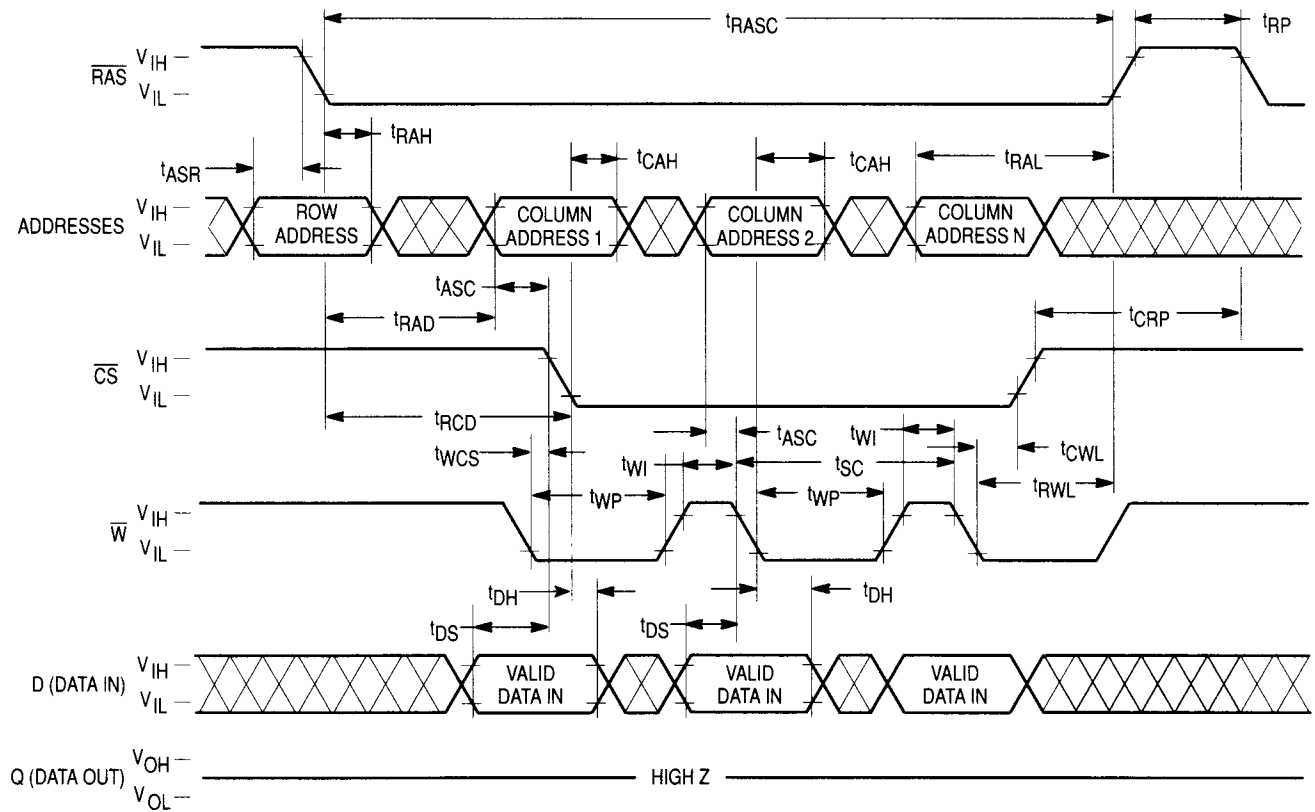 tRASC
tRP
RAS
VIH
VIL
tRAH
tASR
tCAH
tCAH
tRAL
ADDRESSES
VIH
VIL
ROW
ADDRESS
COLUMN
ADDRESS 1
COLUMN
ADDRESS 2
COLUMN
ADDRESS N
tASC
tRAD
tCRP
CS
VIH
VIL
tRCD
tASC
tWI
tWCS
tWI
tSC
tCWL
tWP
tWP
tRWL
W
VIH
VIL
tDH
tDH
tDS
tDS
D (DATA IN)
VIH
VIL
VALID
DATA IN
VALID
DATA IN
VALID
DATA IN
Q (DATA OUT)
VOH
VOL
HIGH Z